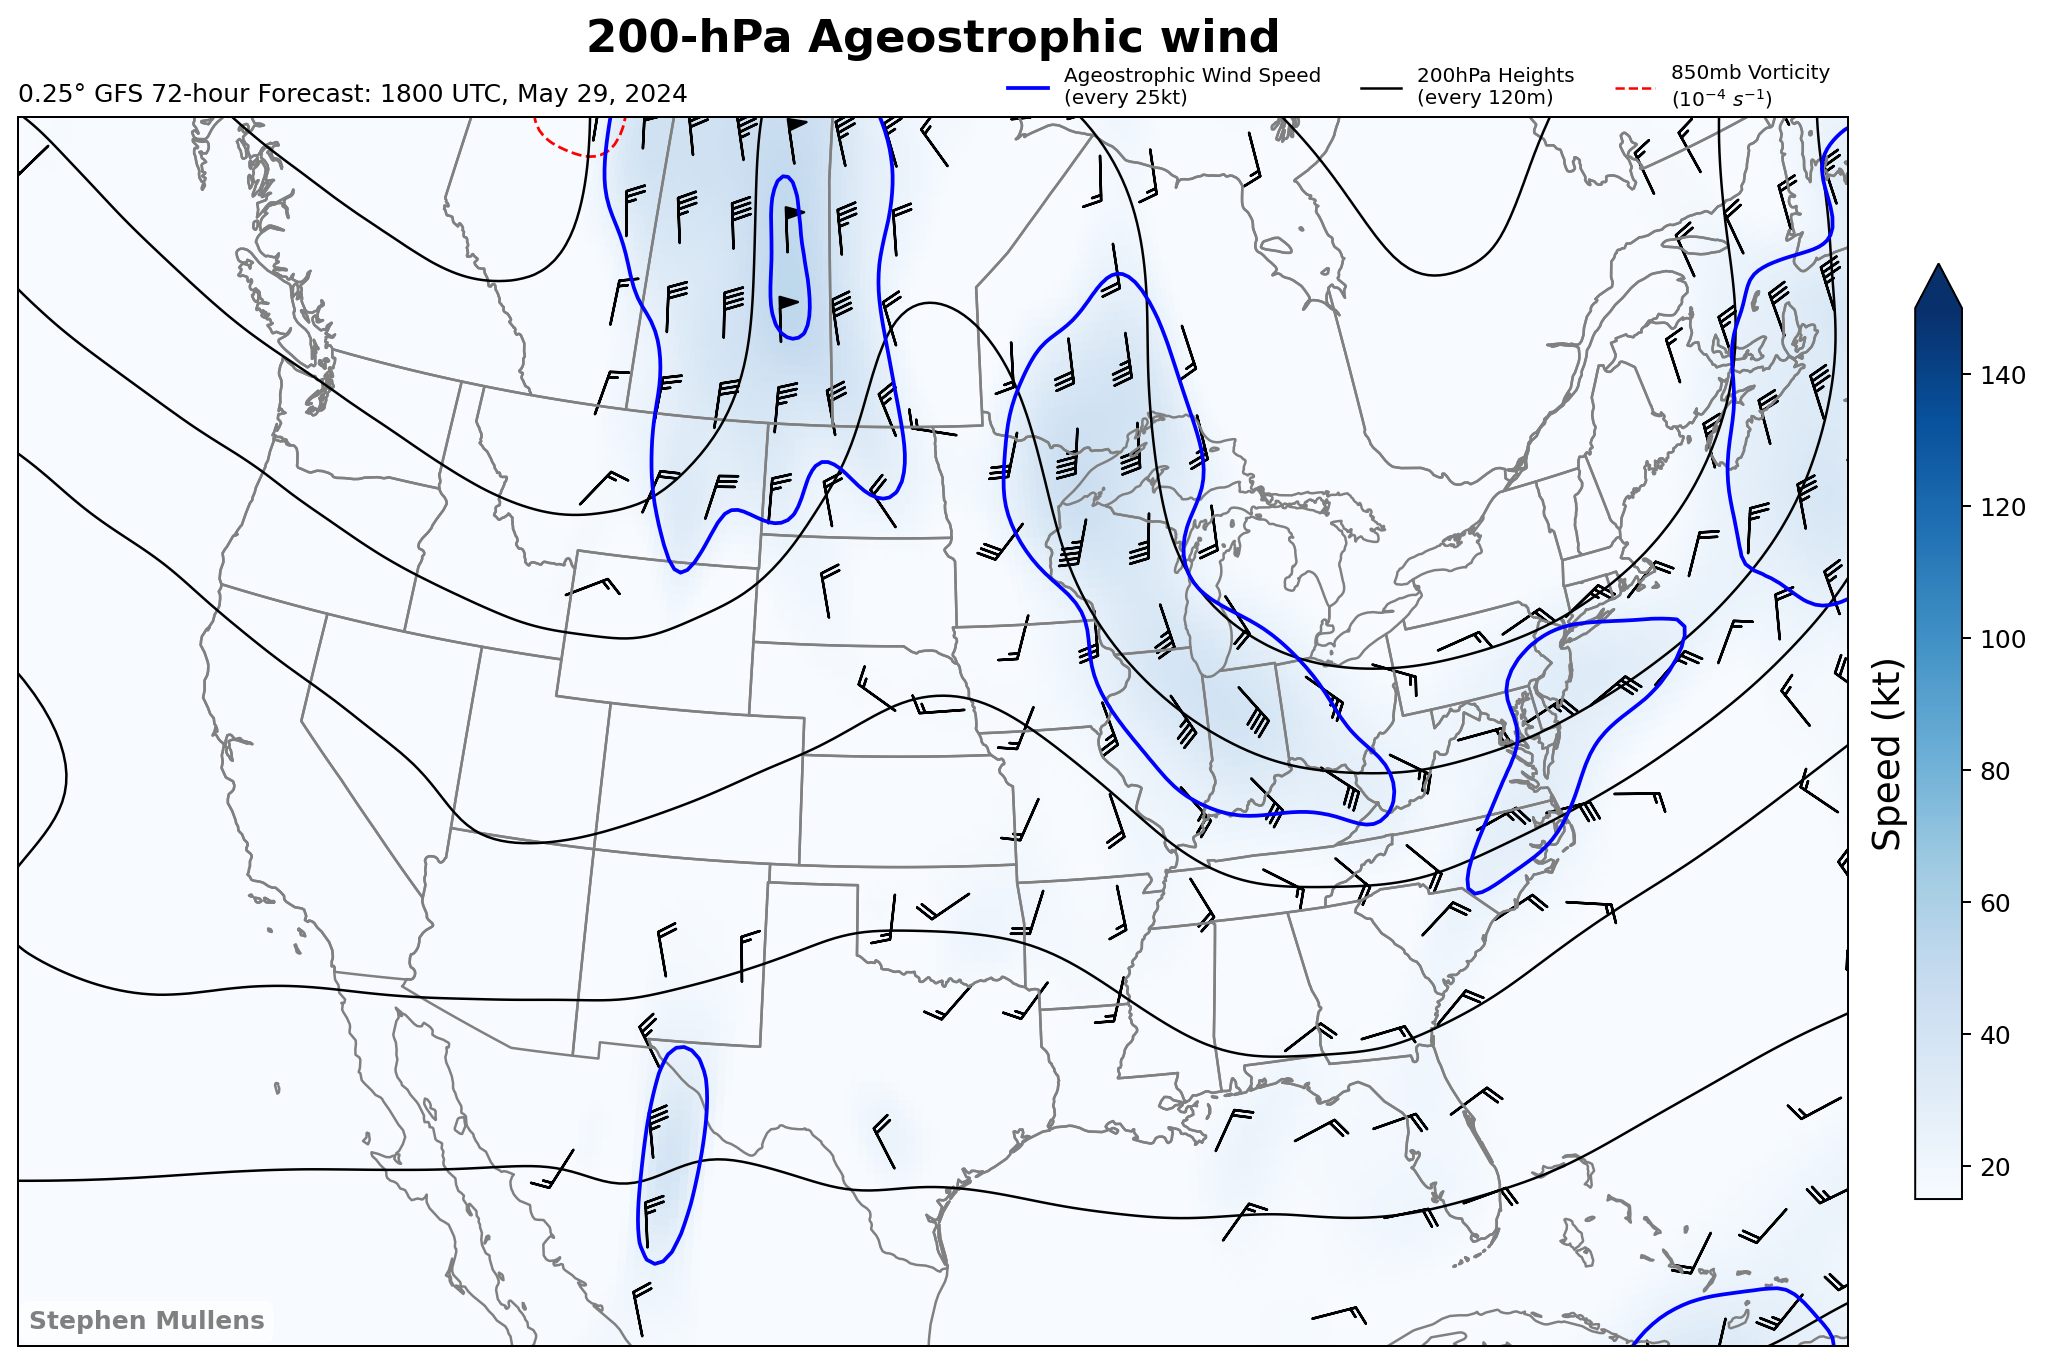 200-hPa Ageostrophic wind
0.25° GFS 72-hour Forecast: 1800 UTC, May 29, 2024
Ageostrophic Wind Speed
(every 25kt)
200hPa Heights
(every 120m)
850mb Vorticity
(10⁻⁴ s⁻¹)
140
120
100
80
60
40
20
Speed (kt)
Stephen Mullens